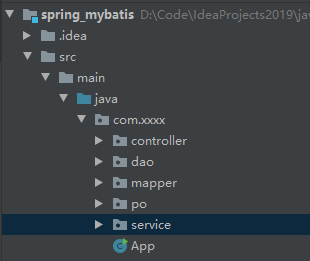 spring_mybatis D:\Code\IdeaProjects2019\jav
.idea
src
main
java
com.xxxx
controller
dao
mapper
po
service
App